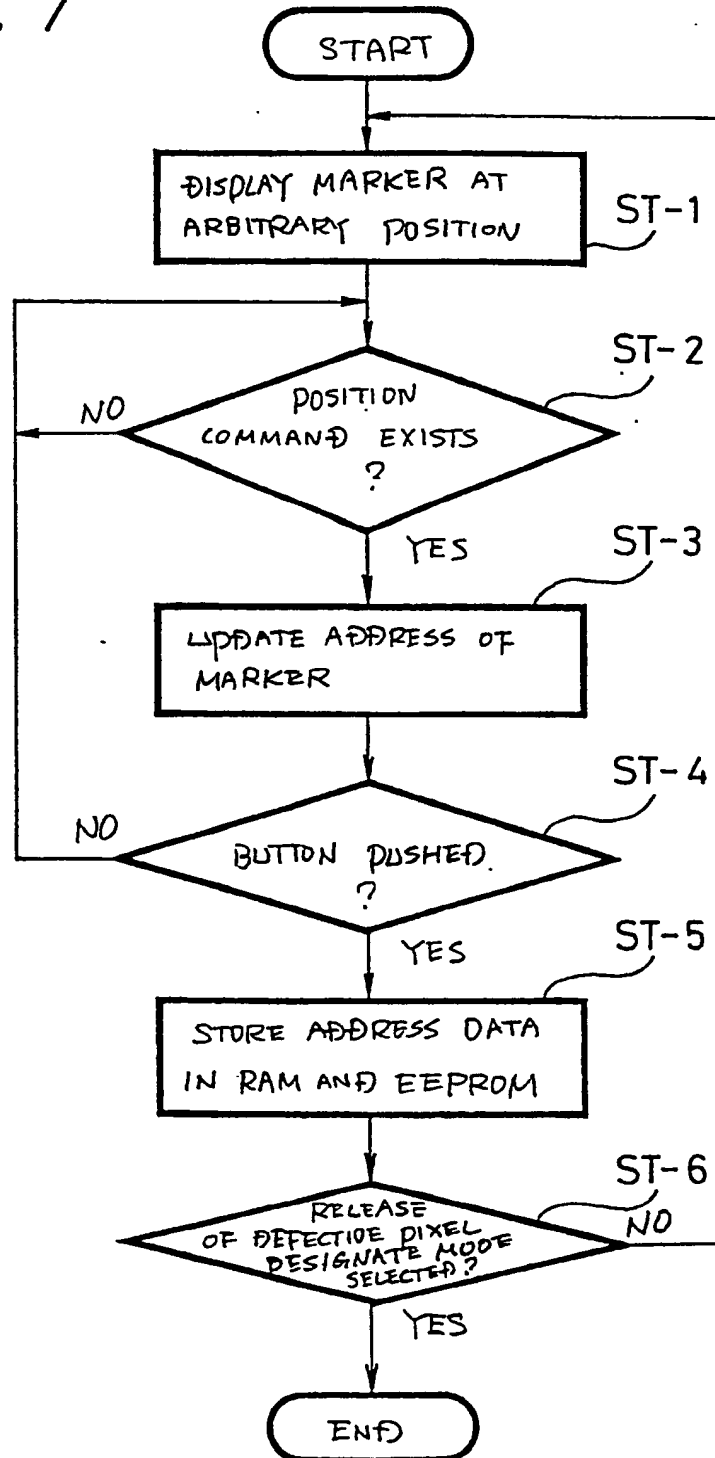 . 7
START
DISPLAY MARKER AT
ARBITRARY POSITION
ST-1
ST-2
POSITION
COMMAND EXISTS
?
NO
YES
ST-3
UPDATE ADDRESS OF
MARKER
ST-4
NO
BUTTON PUSHED
?
YES
ST-5
STORE ADDRESS DATA
IN RAM AND EEPROM
ST-6
RELEASE
OF DEFECTIVE PIXEL
DESIGNATE MODE
SELECTED?
NO
YES
END